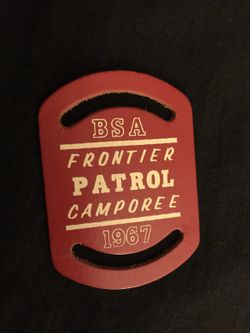 BSA
FRONTIER
PATROL
CAMPOREE
1967